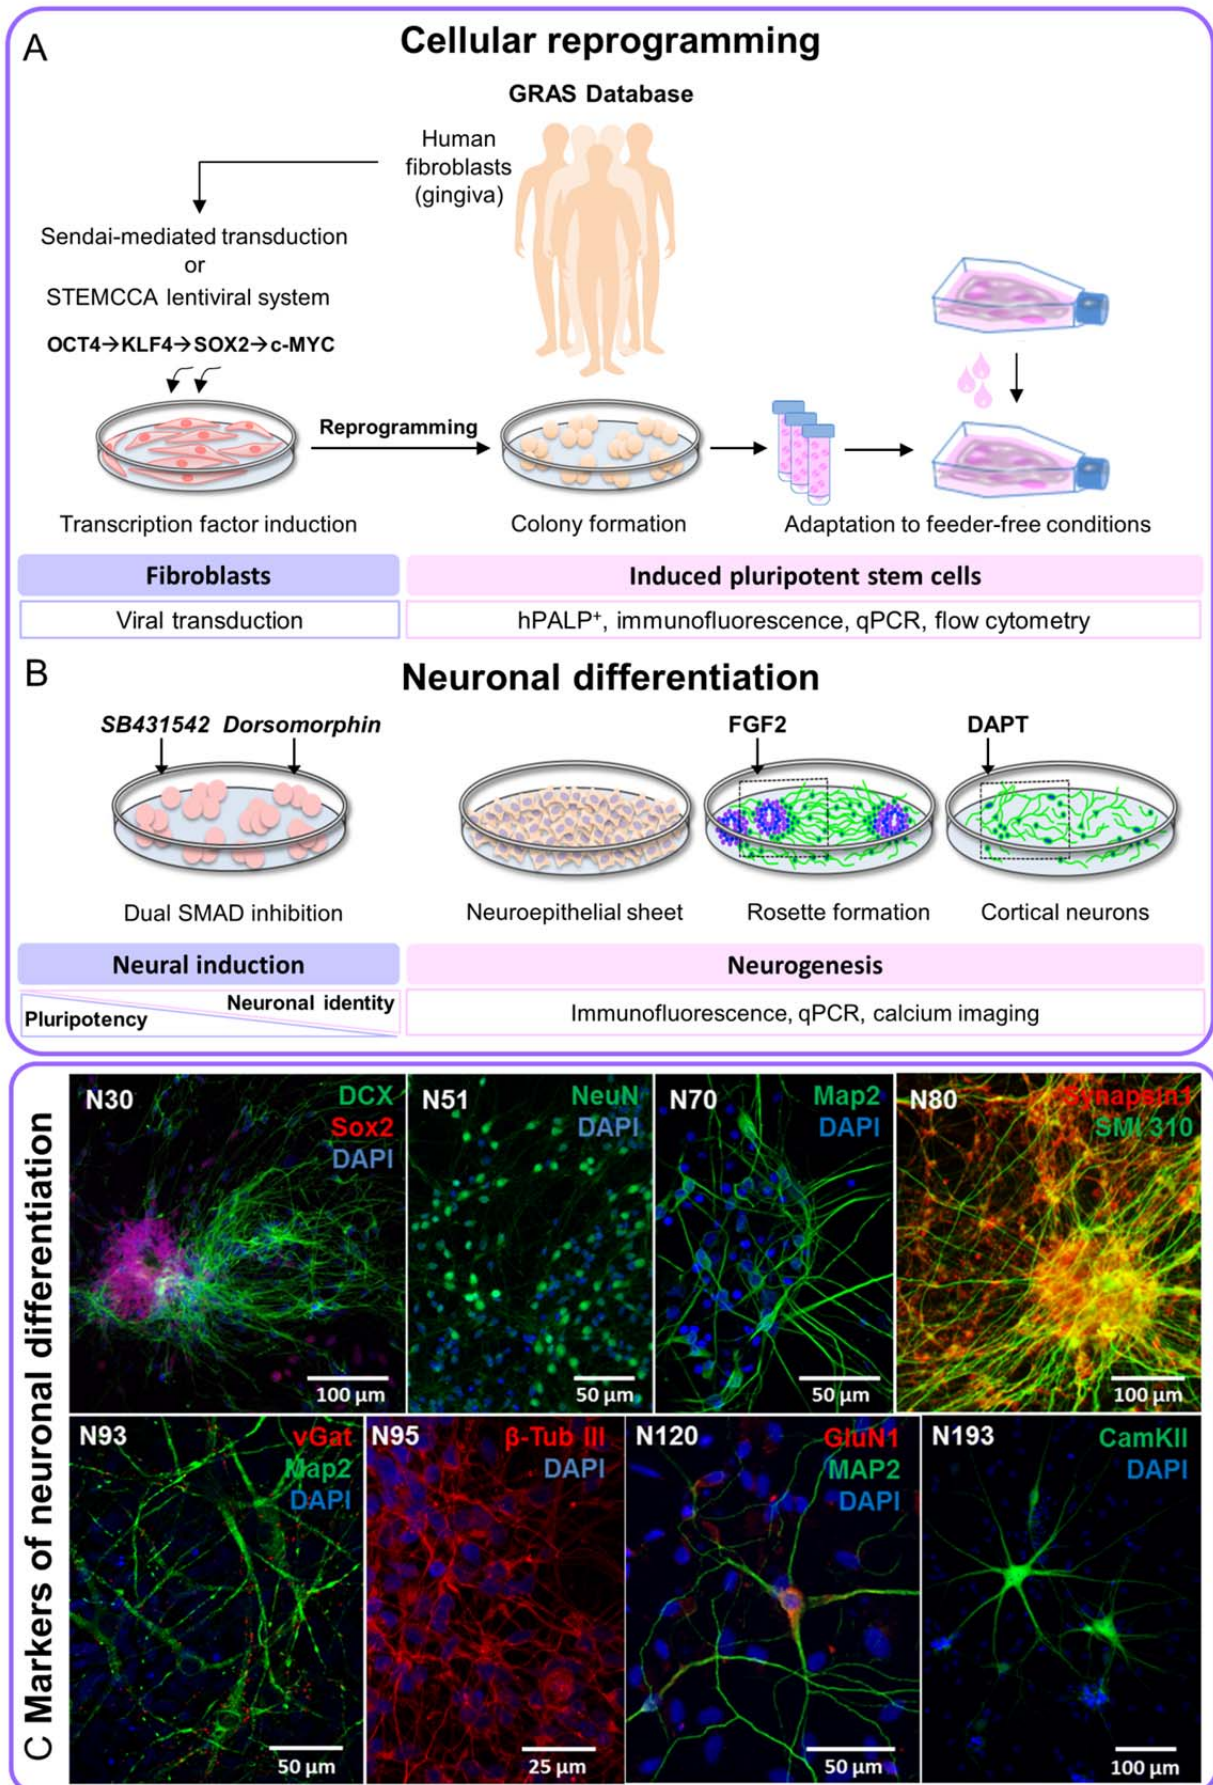 A
Cellular reprogramming
GRAS Database
Human
fibroblasts
(gingiva)
Sendai-mediated transduction
or
STEMCCA lentiviral system
OCT4→KLF4→SOX2→c-MYC
Reprogramming
Transcription factor induction
Colony formation
Adaptation to feeder-free conditions
Fibroblasts
Induced pluripotent stem cells
Viral transduction
hPALP⁺, immunofluorescence, qPCR, flow cytometry
B
Neuronal differentiation
SB431542 Dorsomorphin
FGF2
DAPT
Dual SMAD inhibition
Neuroepithelial sheet
Rosette formation
Cortical neurons
Neural induction
Neurogenesis
Neuronal identity
Pluripotency
Immunofluorescence, qPCR, calcium imaging
C Markers of neuronal differentiation
N30
DCX
Sox2
DAPI
100 µm
N51
NeuN
DAPI
50 µm
N70
Map2
DAPI
50 µm
N80
Synapsin1
SMI 310
100 µm
N93
vGat
Map2
DAPI
50 µm
N95
β-Tub III
DAPI
25 µm
N120
GluN1
MAP2
DAPI
50 µm
N193
CamKII
DAPI
100 µm